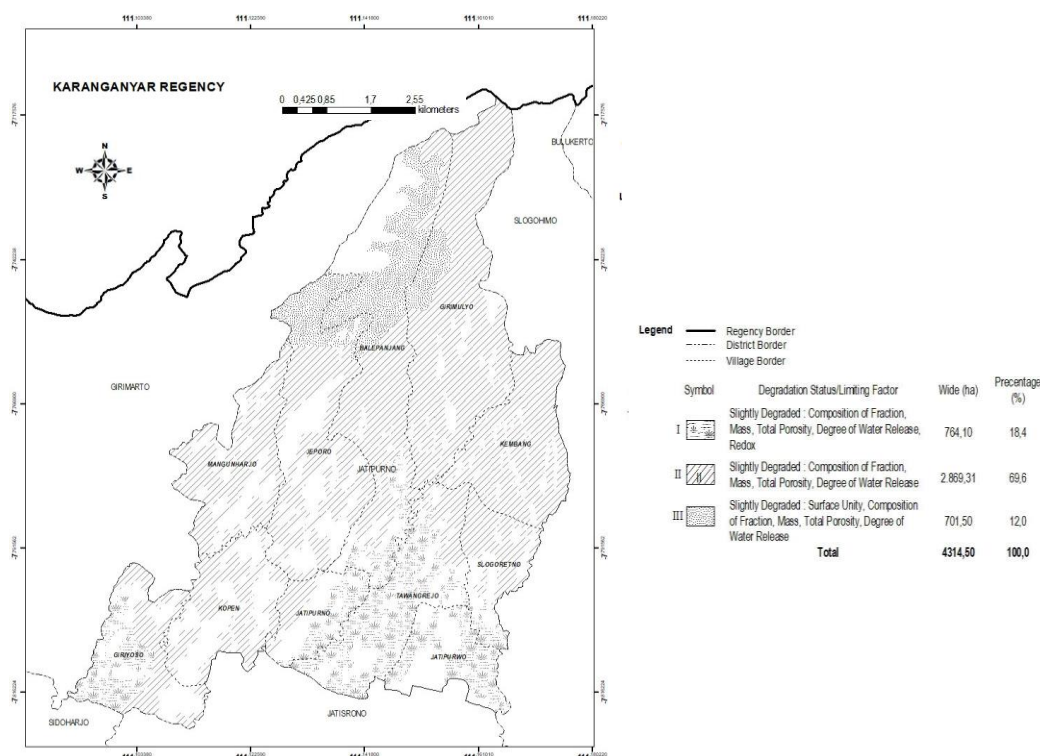 KARANGANYAR REGENCY
0 0,425 0,85 1,7 2,55
kilometers
N
W E
S
BULUKERTO
SLOGOHIMO
GIRIMULYO
BALEPANJANG
GIRIMARTO
KEMBANG
JEPORO
MANGUNHARJO
JATIPURNO
SLOGORETNO
TAWANGREJO
KOPEN
JATIPURNO
GIRIYOSO
JATIPURWO
JATISRONO
SIDOHARJO
Legend
Regency Border
District Border
Village Border
Symbol Degradation Status/Limiting Factor Wide (ha) Precentage
(%)
I Slightly Degraded : Composition of Fraction,
Mass, Total Porosity, Degree of Water Release, 764,10 18,4
Redox
II Slightly Degraded : Composition of Fraction, 2.869,31 69,6
Mass, Total Porosity, Degree of Water Release
III Slightly Degraded : Surface Unity, Composition 701,50 12,0
of Fraction, Mass, Total Porosity, Degree of
Water Release
Total 4314,50 100,0